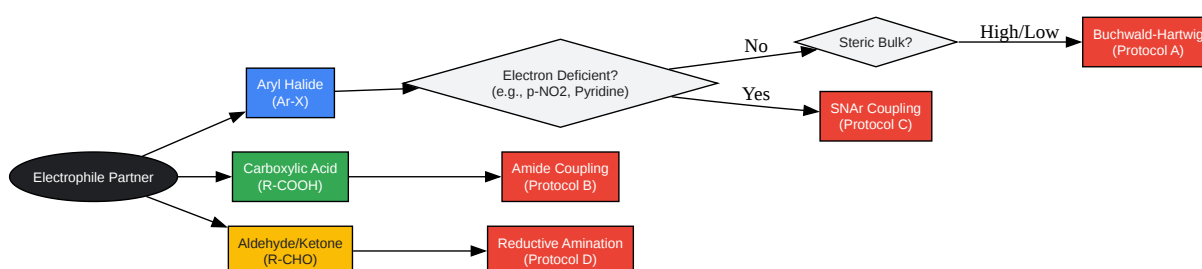 Electrophile Partner
Aryl Halide
(Ar-X)
Carboxylic Acid
(R-COOH)
Aldehyde/Ketone
(R-CHO)
Electron Deficient?
(e.g., p-NO2, Pyridine)
No
Yes
Steric Bulk?
High/Low
Buchwald-Hartwig
(Protocol A)
SNAr Coupling
(Protocol C)
Amide Coupling
(Protocol B)
Reductive Amination
(Protocol D)